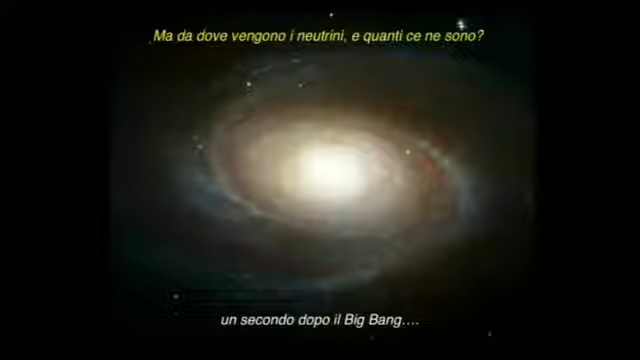 Ma da dove vengono i neutrini, e quanti ce ne sono?
un secondo dopo il Big Bang....